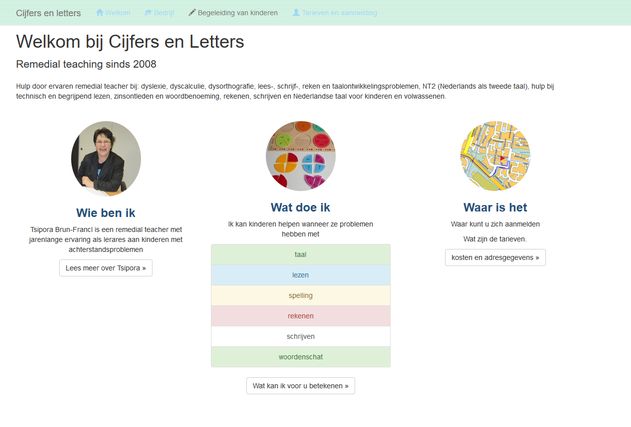 Cijfers en letters Welkom Bedrijf Begeleiding van kinderen Tarieven en aanmelding
Welkom bij Cijfers en Letters
Remedial teaching sinds 2008
Hulp door ervaren remedial teacher bij: dyslexie, dyscalculie, dysorthografie, lees-, schrijf-, reken en taalontwikkelingsproblemen, NT2 (Nederlands als tweede taal), hulp bij
technisch en begrijpend lezen, zinsontleden en woordbenoeming, rekenen, schrijven en Nederlandse taal voor kinderen en volwassenen.
Wie ben ik
Tsipora Brun-Franci is een remedial teacher met
jarenlange ervaring als lerares aan kinderen met
achterstandsproblemen
Lees meer over Tsipora »
Wat doe ik
Ik kan kinderen helpen wanneer ze problemen
hebben met
taal
lezen
spelling
rekenen
schrijven
woordenschat
Wat kan ik voor u betekenen »
Waar is het
Waar kunt u zich aanmelden
Wat zijn de tarieven.
kosten en adresgegevens »